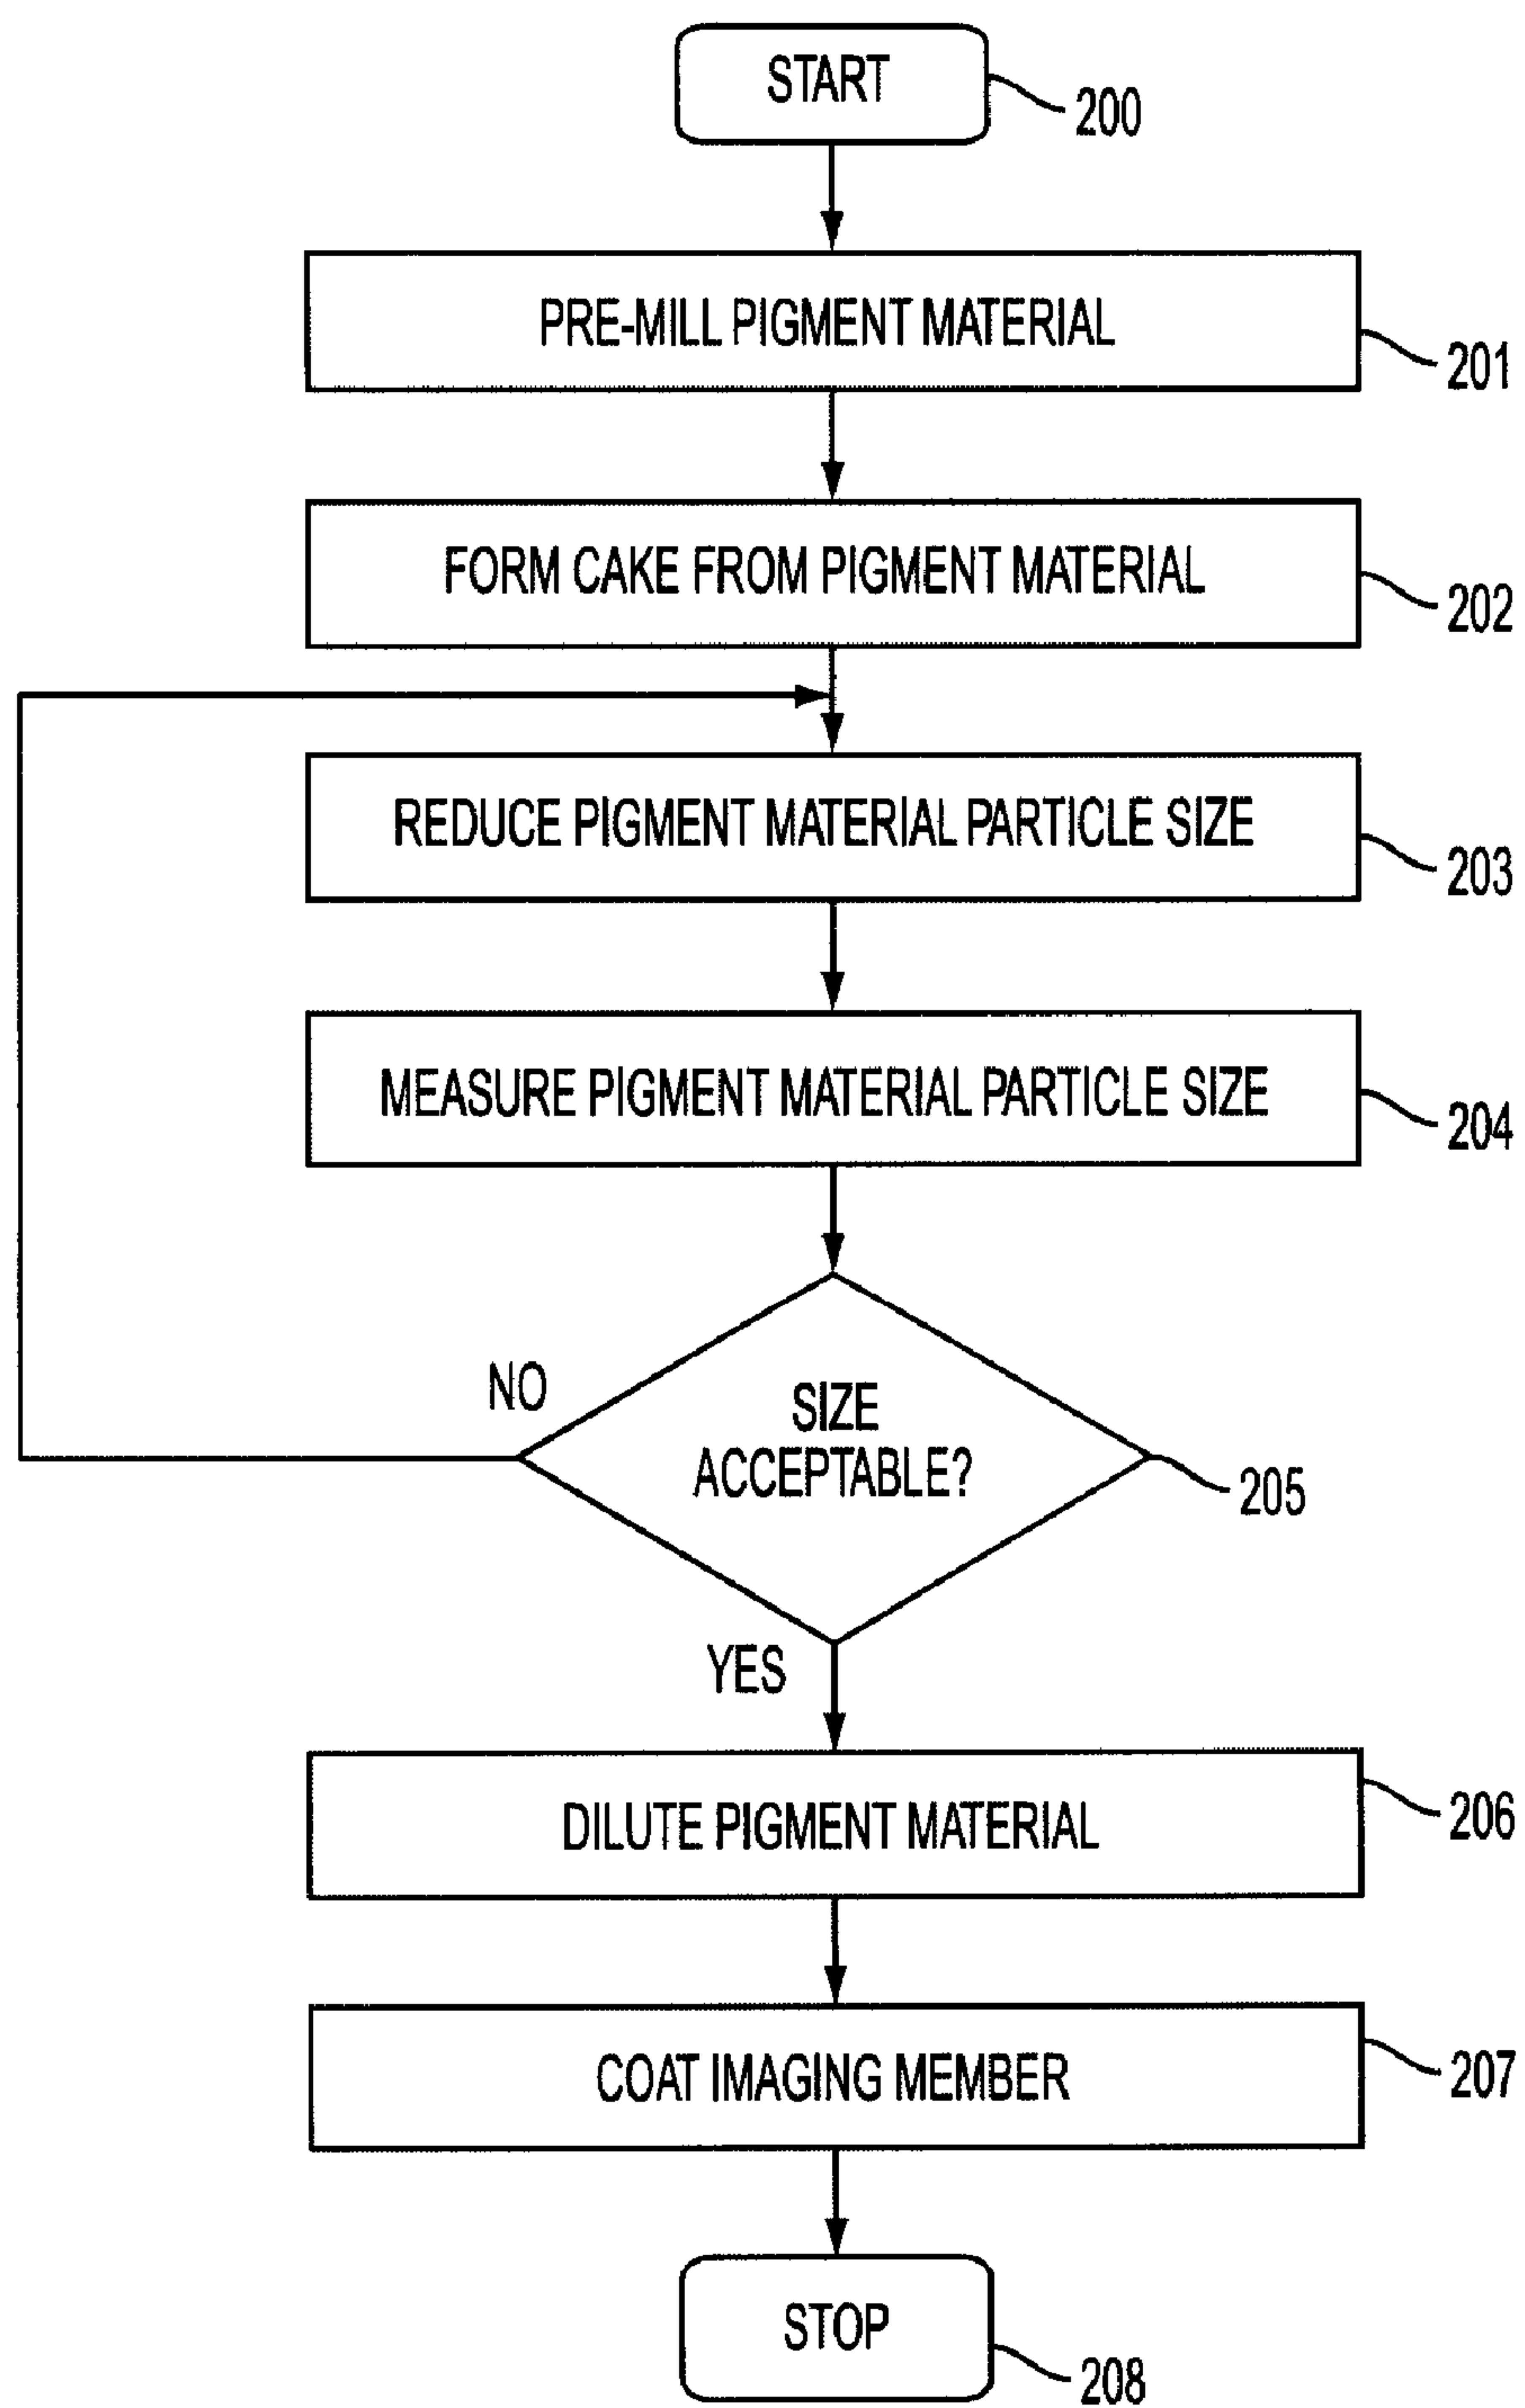 START
200
PRE-MILL PIGMENT MATERIAL
201
FORM CAKE FROM PIGMENT MATERIAL
202
REDUCE PIGMENT MATERIAL PARTICLE SIZE
203
MEASURE PIGMENT MATERIAL PARTICLE SIZE
204
NO
SIZE
ACCEPTABLE?
205
YES
DILUTE PIGMENT MATERIAL
206
COAT IMAGING MEMBER
207
STOP
208